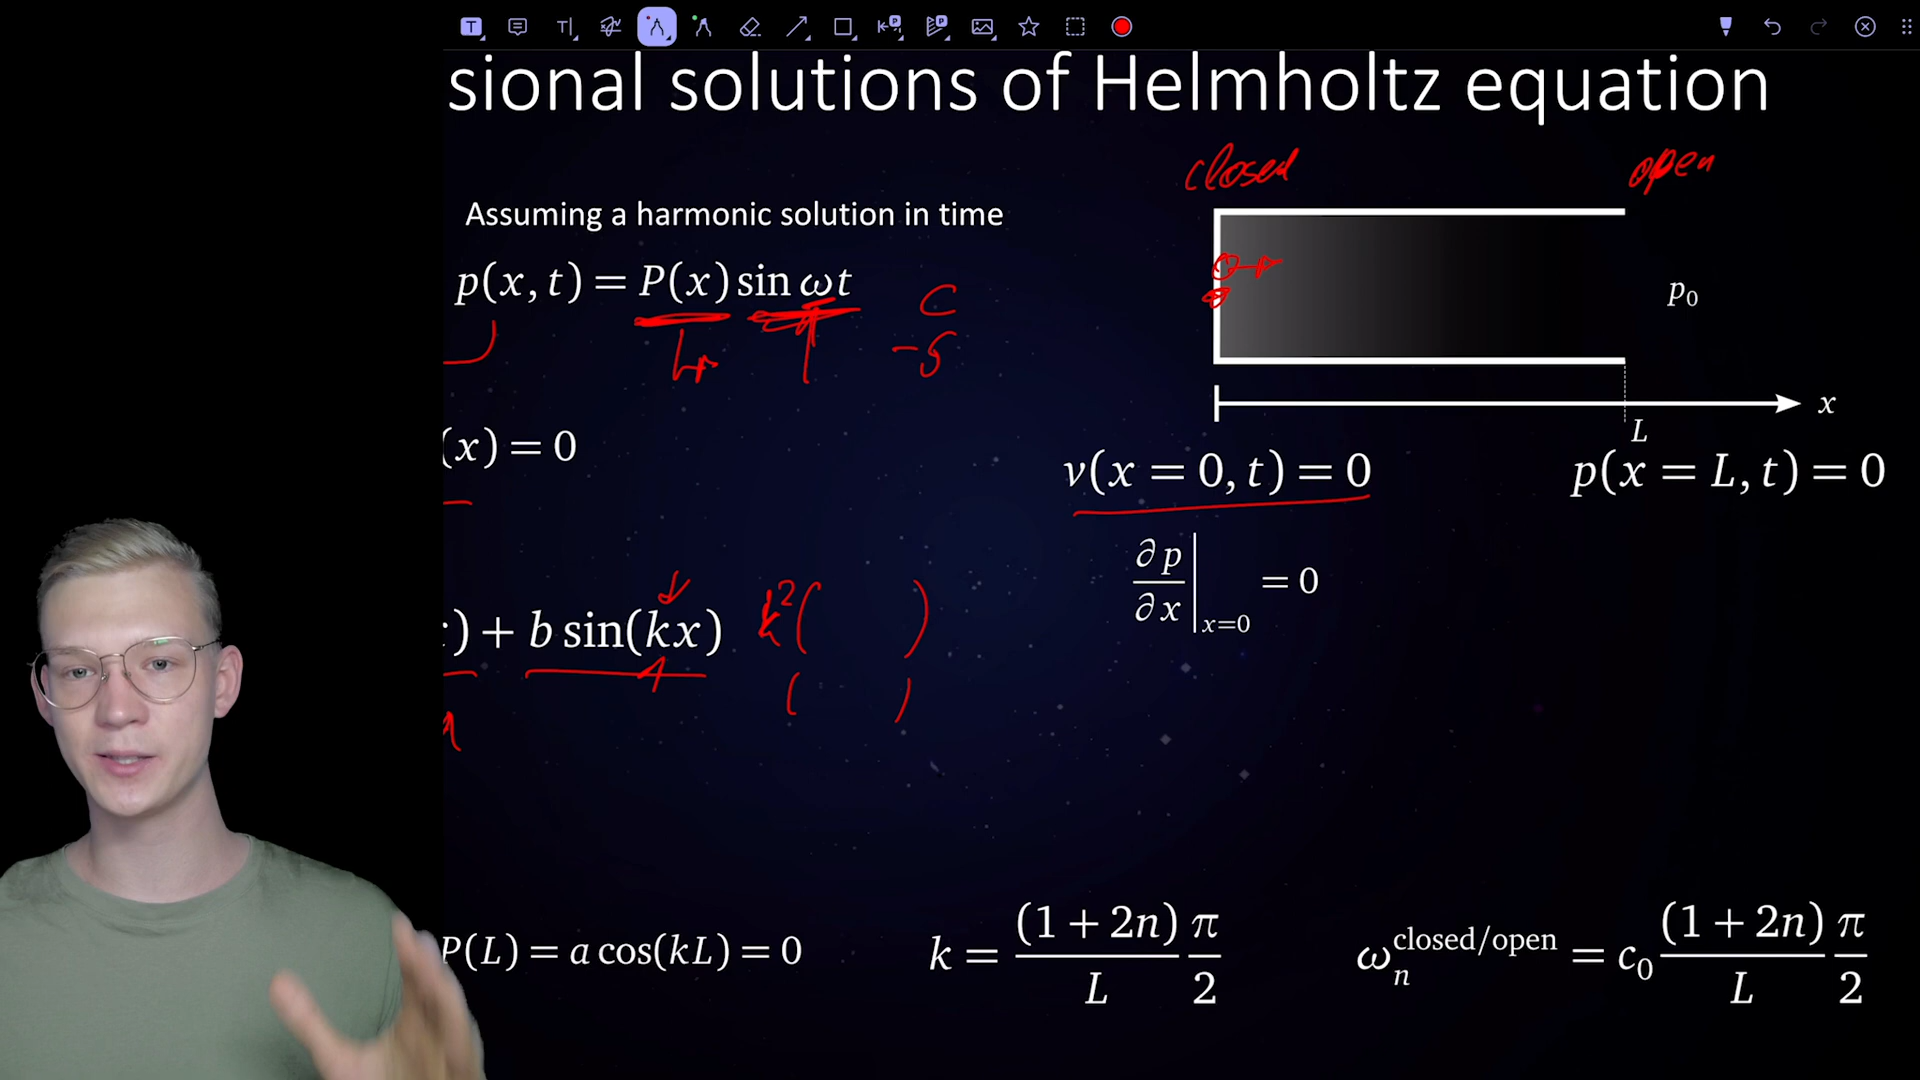 sional solutions of Helmholtz equation
closed
open
Assuming a harmonic solution in time
p(x, t) = P(x) sin ωt
C
-S
p₀
x
L
(x) = 0
v(x = 0, t) = 0
p(x = L, t) = 0
∂p/∂x |ₓ₌₀ = 0
) + b sin(kx)
k²( )
( )
P(L) = a cos(kL) = 0
k = (1 + 2n)/L π/2
ωₙ^closed/open = c₀ (1 + 2n)/L π/2